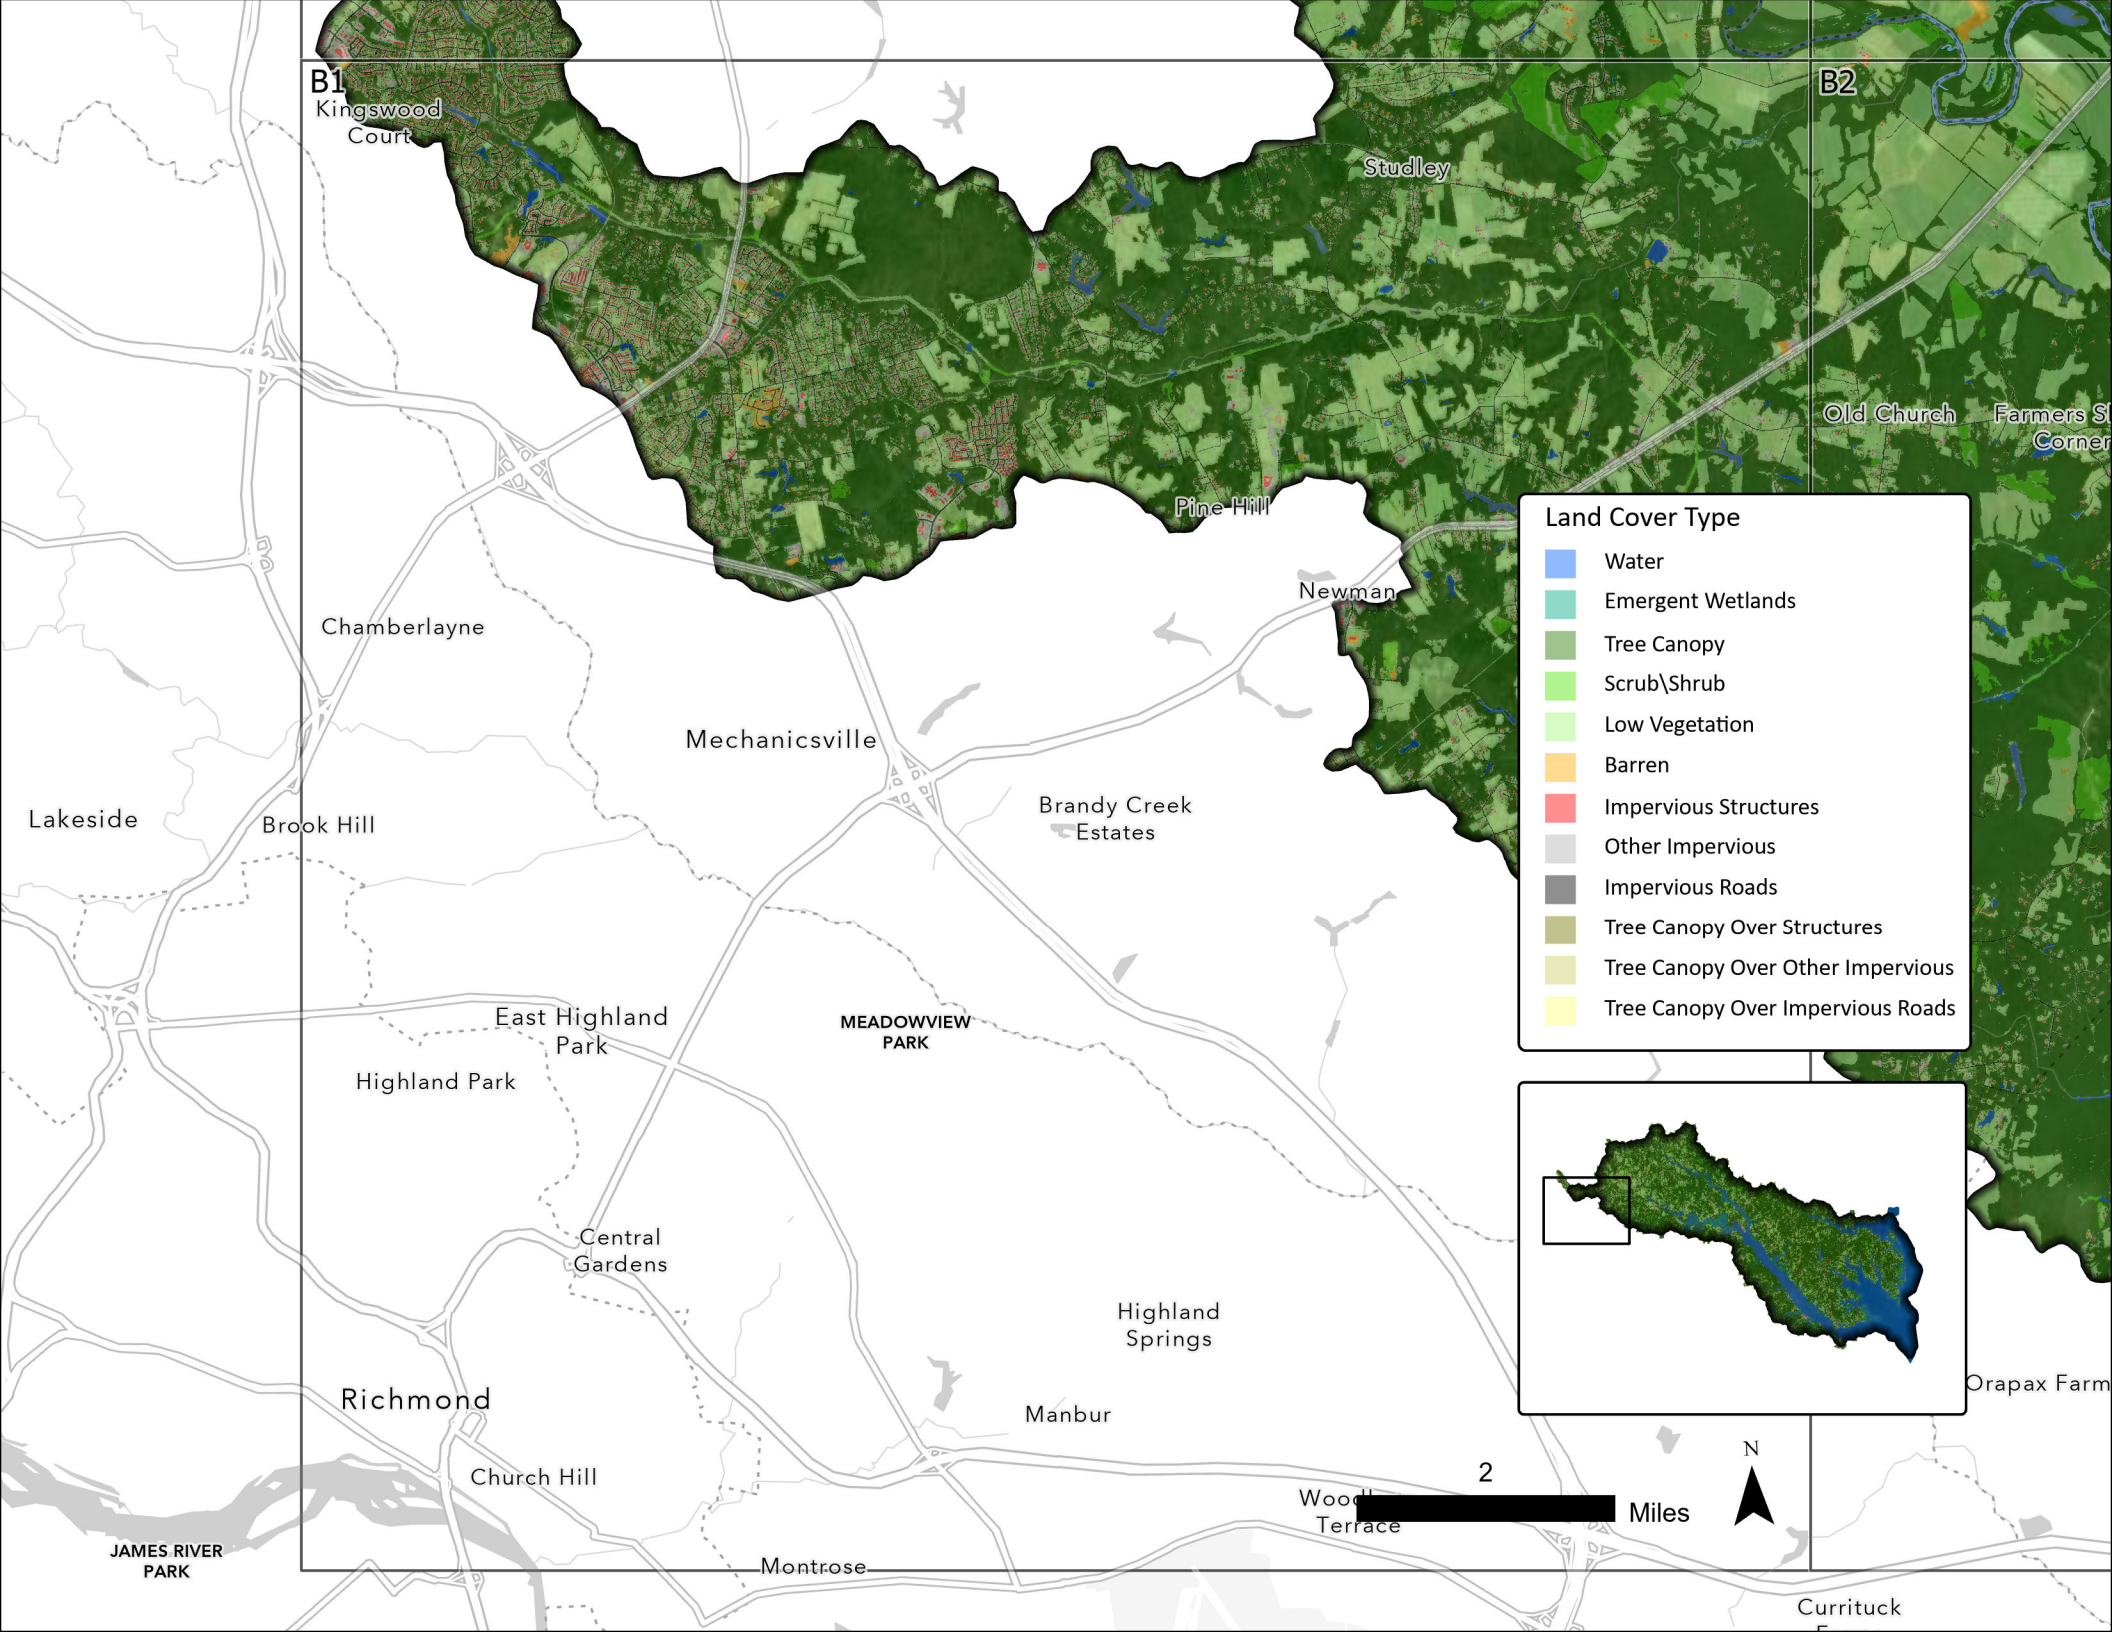 B1
B2
Kingswood
Court
Studley
Old Church
Farmers
Corner
Pine Hill
Newman
Land Cover Type
Water
Emergent Wetlands
Tree Canopy
Scrub\Shrub
Low Vegetation
Barren
Impervious Structures
Other Impervious
Impervious Roads
Tree Canopy Over Structures
Tree Canopy Over Other Impervious
Tree Canopy Over Impervious Roads
Chamberlayne
Mechanicsville
Lakeside
Brook Hill
Brandy Creek
Estates
East Highland
Park
MEADOWVIEW
PARK
Highland Park
Central
Gardens
Highland
Springs
Orapax Farm
Richmond
Manbur
Church Hill
N
2
Miles
Terrace
JAMES RIVER
PARK
Montrose
Currituck